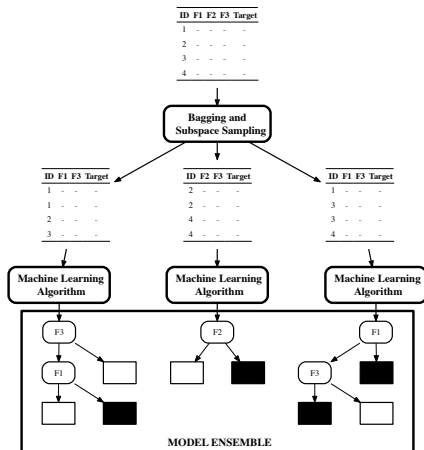 ID F1 F2 F3 Target
1 - - - -
2 - - - -
3 - - - -
4 - - - -
Bagging and
Subspace Sampling
ID F1 F3 Target
1 - - -
1 - - -
2 - - -
3 - - -
ID F2 F3 Target
2 - - -
2 - - -
4 - - -
4 - - -
ID F1 F3 Target
1 - - -
3 - - -
3 - - -
4 - - -
Machine Learning
Algorithm
Machine Learning
Algorithm
Machine Learning
Algorithm
F3
F2
F1
F1
F3
MODEL ENSEMBLE